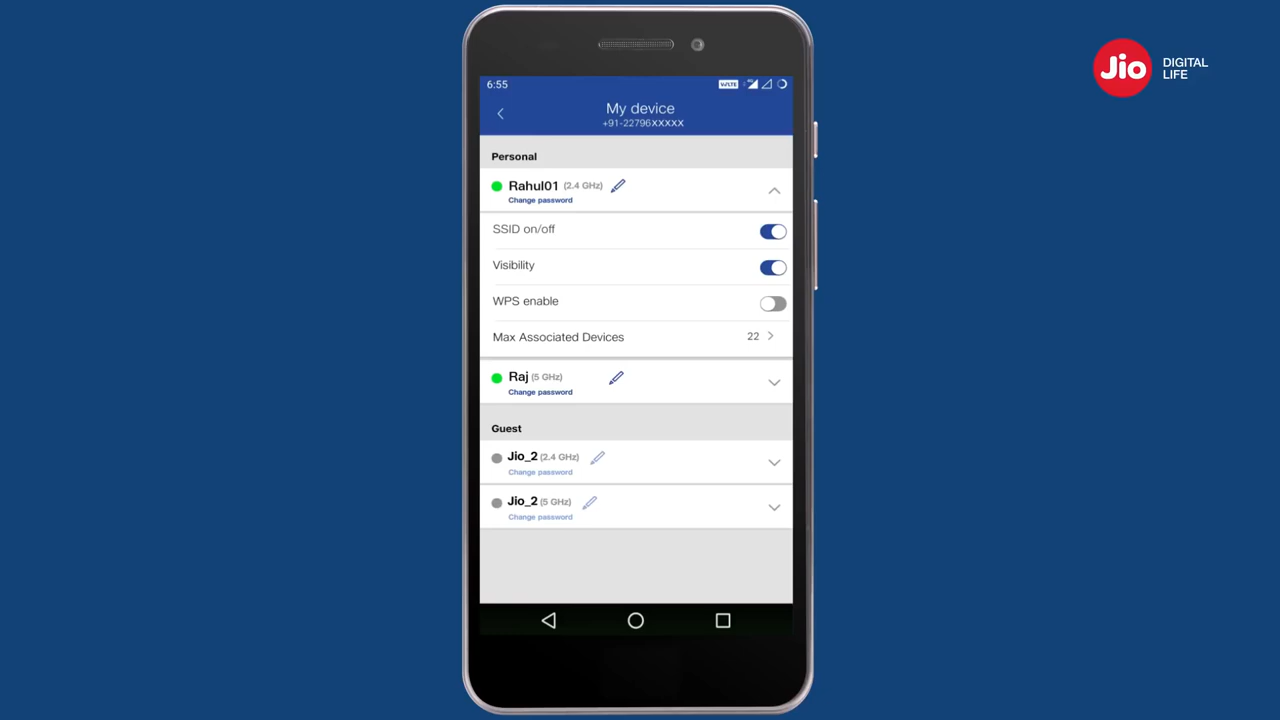 Jio DIGITAL
LIFE
6:55
VoLTE
My device
+91-22796XXXXX
Personal
Rahul01 (2.4 GHz)
Change password
SSID on/off
Visibility
WPS enable
Max Associated Devices 22
Raj (5 GHz)
Change password
Guest
Jio_2 (2.4 GHz)
Change password
Jio_2 (5 GHz)
Change password